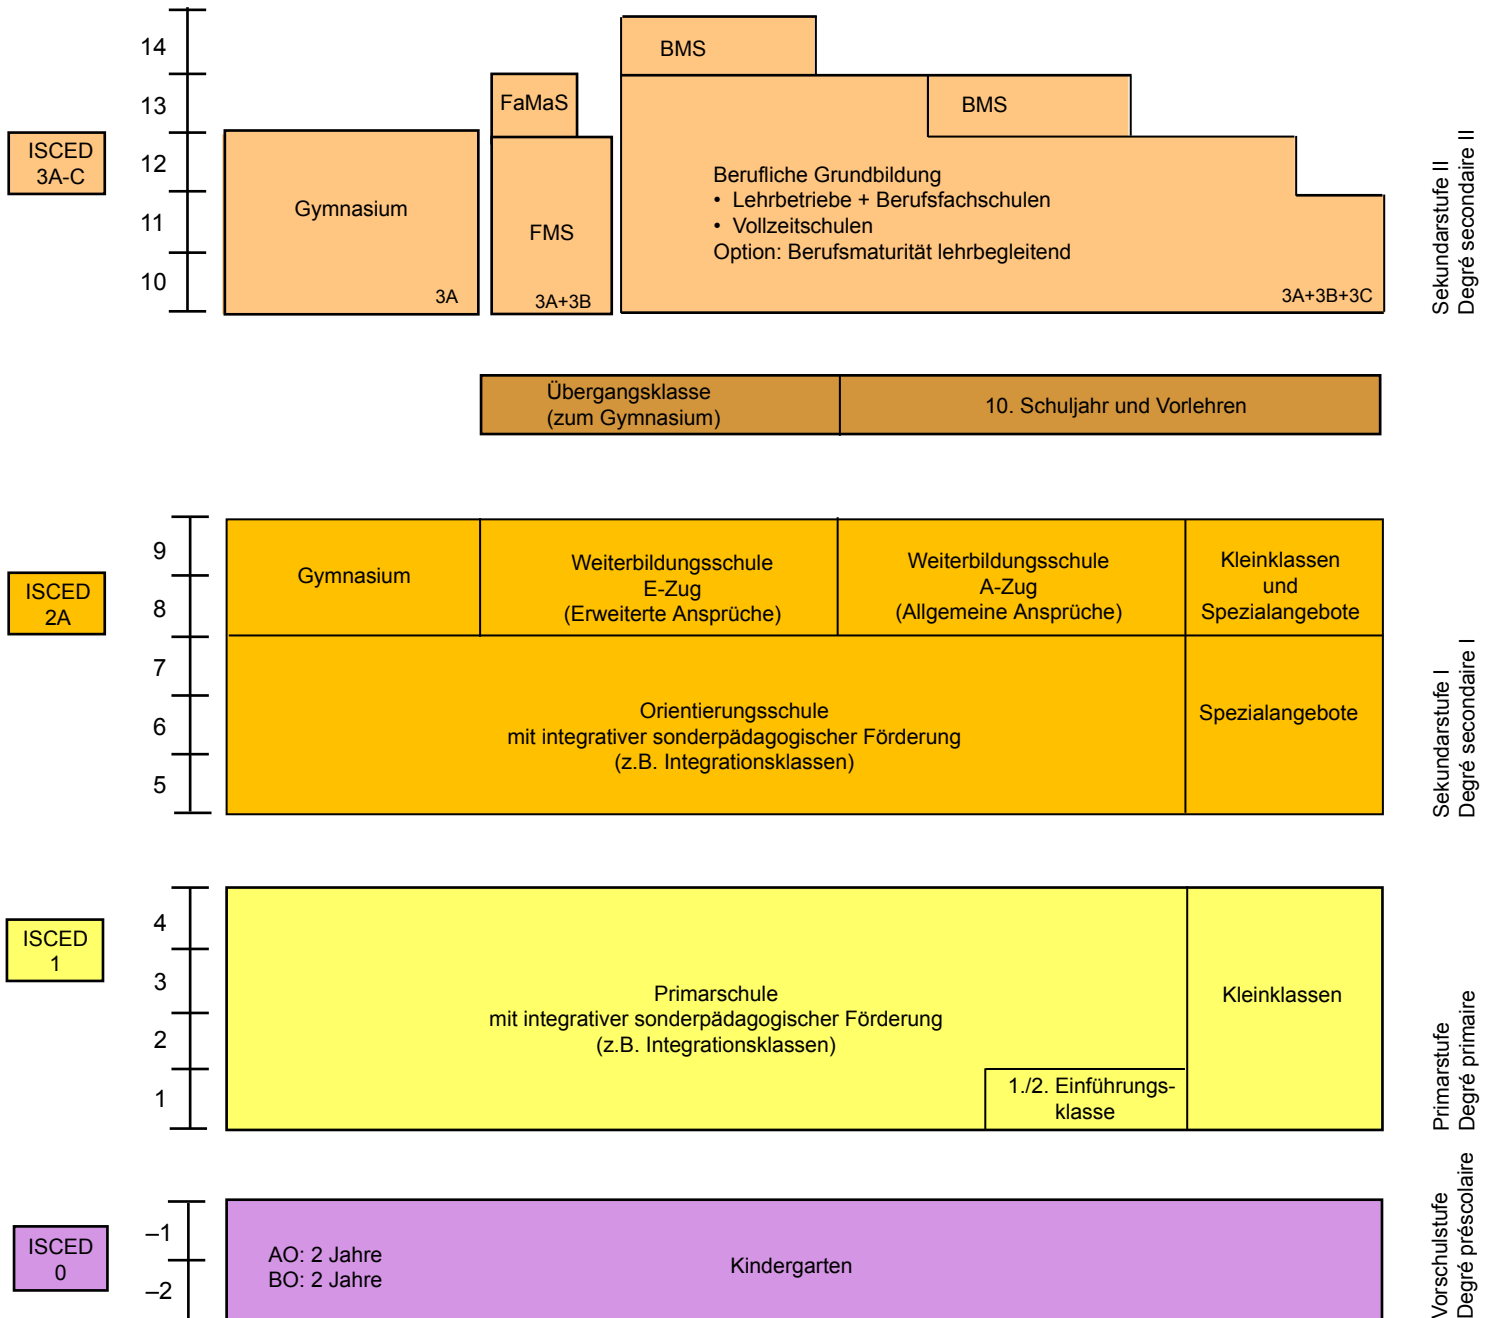 14
BMS
13
FaMaS
BMS
ISCED
3A-C
12
Gymnasium
3A
11
FMS
3A+3B
10
Berufliche Grundbildung
• Lehrbetriebe + Berufsfachschulen
• Vollzeitschulen
Option: Berufsmaturität lehrbegleitend
3A+3B+3C
Sekundarstufe II
Degré secondaire II
Übergangsklasse
(zum Gymnasium)
10. Schuljahr und Vorlehren
9
ISCED
2A
8
Gymnasium
Weiterbildungsschule
E-Zug
(Erweiterte Ansprüche)
Weiterbildungsschule
A-Zug
(Allgemeine Ansprüche)
Kleinklassen
und
Spezialangebote
7
6
5
Orientierungsschule
mit integrativer sonderpädagogischer Förderung
(z.B. Integrationsklassen)
Spezialangebote
Sekundarstufe I
Degré secondaire I
ISCED
1
4
3
2
1
Primarschule
mit integrativer sonderpädagogischer Förderung
(z.B. Integrationsklassen)
1./2. Einführungs-
klasse
Kleinklassen
Primarstufe
Degré primaire
ISCED
0
–1
–2
AO: 2 Jahre
BO: 2 Jahre
Kindergarten
Vorschulstufe
Degré préscolaire